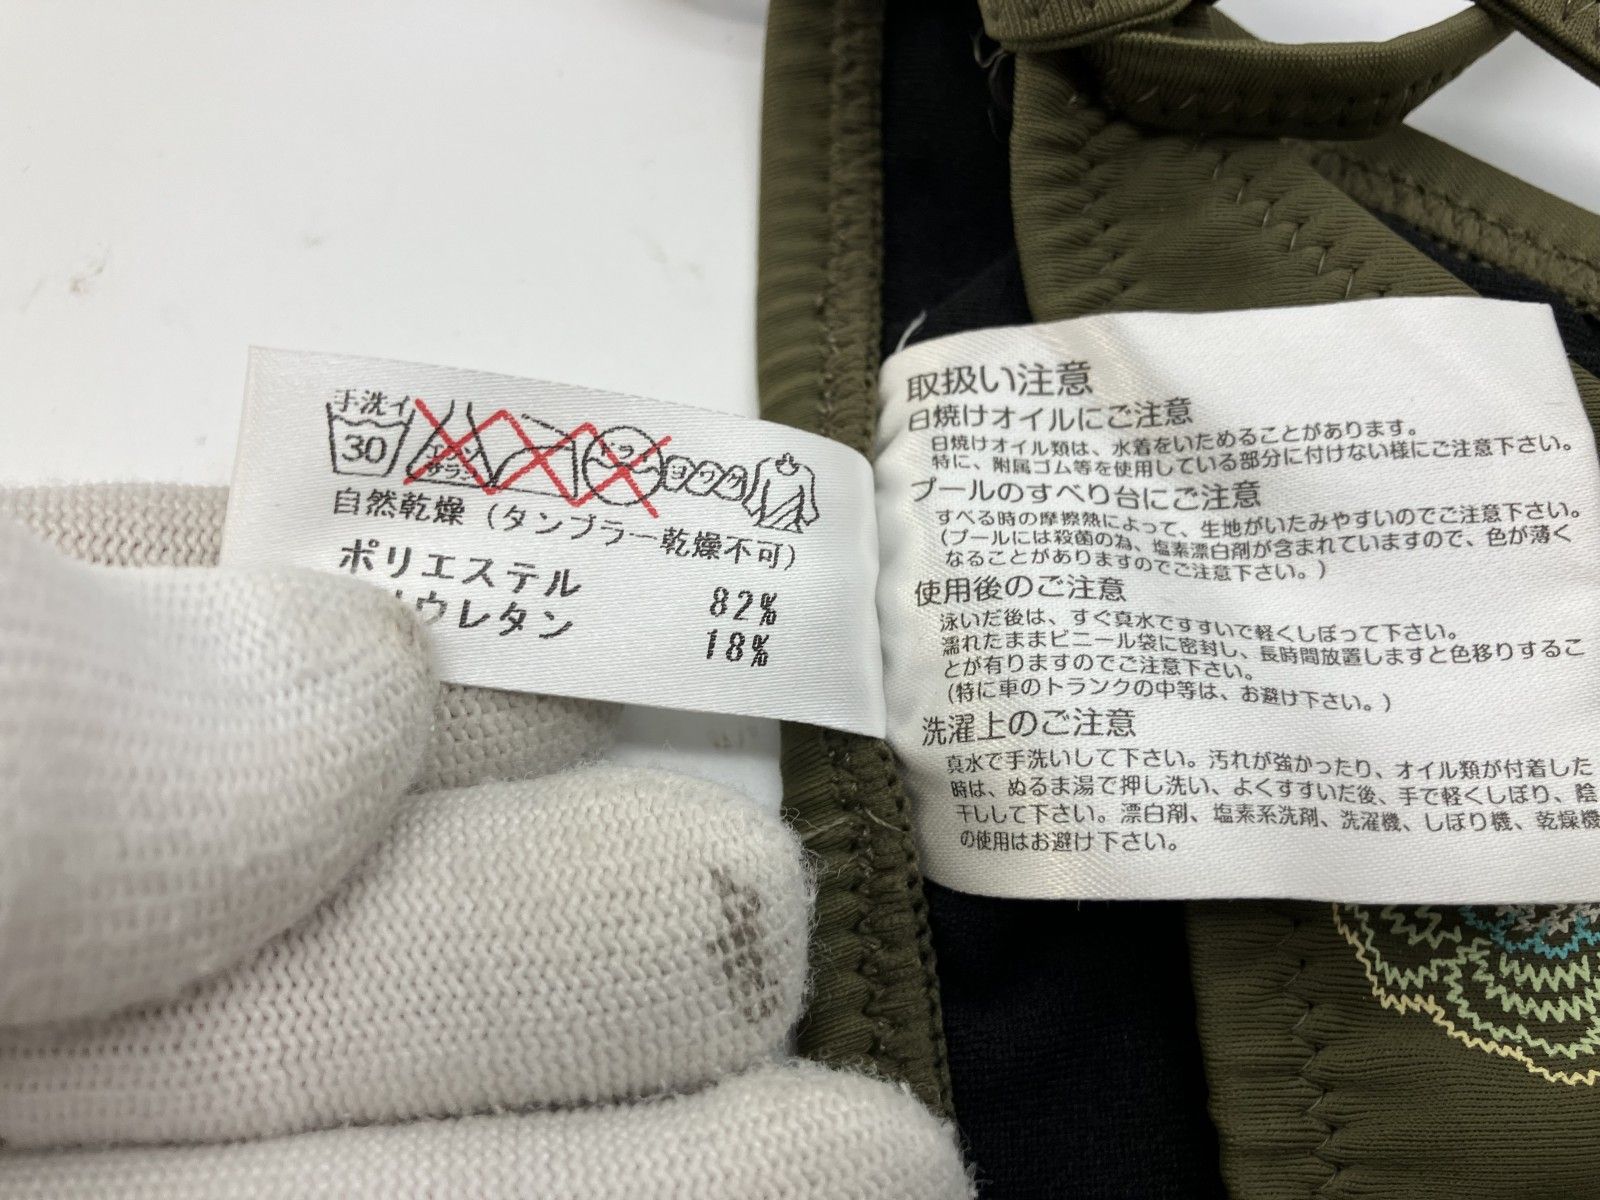 手洗イ
30
エンソ
サラシ
ドライ
ヨワク
自然乾燥（タンブラー乾燥不可）
ポリエステル 82%
ウレタン 18%
取扱い注意
日焼けオイルにご注意
日焼けオイル類は、水着をいためることがあります。
特に、附属ゴム等を使用している部分に付けない様にご注意下さい。
プールのすべり台にご注意
すべる時の摩擦熱によって、生地がいたみやすいのでご注意下さい。
(プールには殺菌の為、塩素漂白剤が含まれていますので、色が薄く
なることがありますのでご注意下さい。)
使用後のご注意
泳いだ後は、すぐ真水ですすいで軽くしぼって下さい。
濡れたままビニール袋に密封し、長時間放置しますと色移りするこ
とが有りますのでご注意下さい。
(特に車のトランクの中等は、お避け下さい。)
洗濯上のご注意
真水で手洗いして下さい。汚れが強かったり、オイル類が付着した
時は、ぬるま湯で押し洗い、よくすすいだ後、手で軽くしぼり、陰
干しして下さい。漂白剤、塩素系洗剤、洗濯機、しぼり機、乾燥機
の使用はお避け下さい。